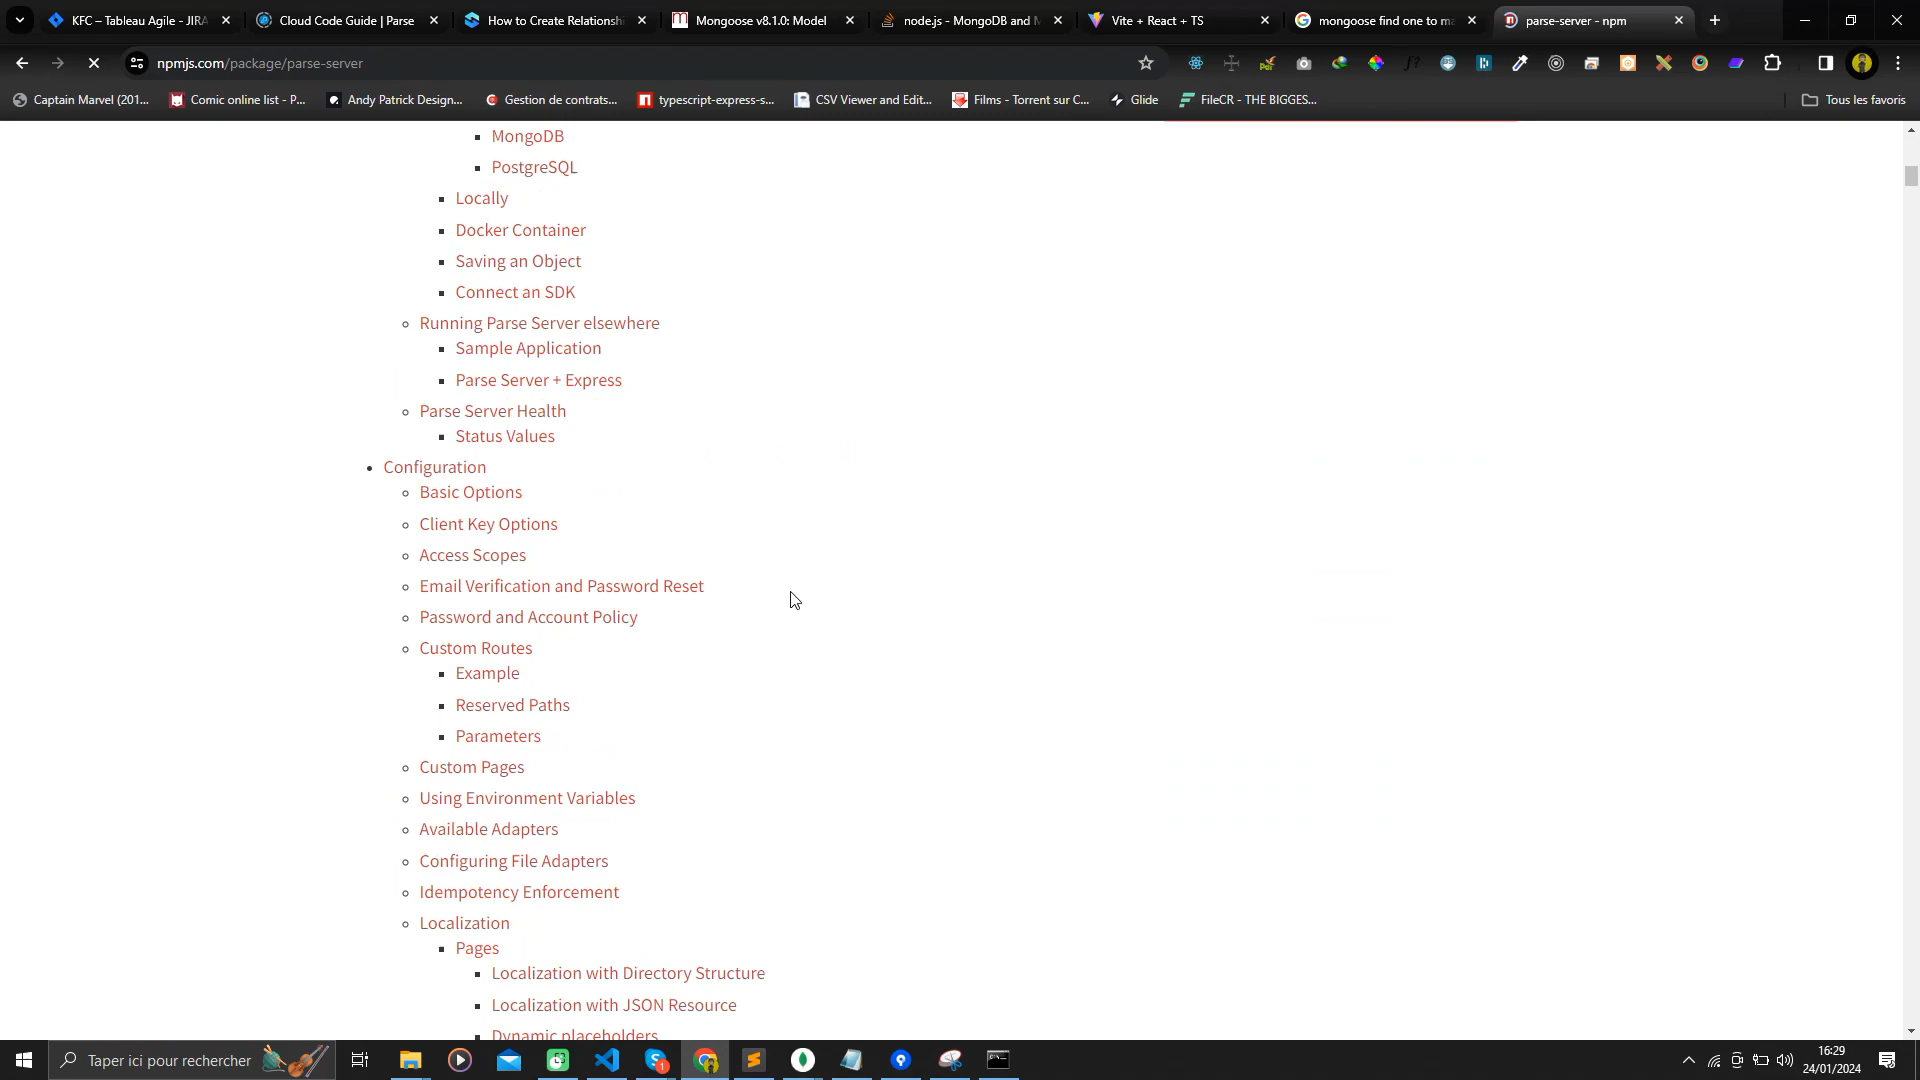 KFC – Tableau Agile - JIRA
Cloud Code Guide | Parse
How to Create Relationshi
Mongoose v8.1.0: Model
node.js - MongoDB and M
Vite + React + TS
mongoose find one to ma
parse-server - npm
npmjs.com/package/parse-server
Captain Marvel (201...
Comic online list - P...
Andy Patrick Design...
Gestion de contrats...
typescript-express-s...
CSV Viewer and Edit...
Films - Torrent sur C...
Glide
FileCR - THE BIGGES...
Tous les favoris
MongoDB
PostgreSQL
Locally
Docker Container
Saving an Object
Connect an SDK
Running Parse Server elsewhere
Sample Application
Parse Server + Express
Parse Server Health
Status Values
Configuration
Basic Options
Client Key Options
Access Scopes
Email Verification and Password Reset
Password and Account Policy
Custom Routes
Example
Reserved Paths
Parameters
Custom Pages
Using Environment Variables
Available Adapters
Configuring File Adapters
Idempotency Enforcement
Localization
Pages
Localization with Directory Structure
Localization with JSON Resource
Dynamic placeholders
Taper ici pour rechercher
16:29
24/01/2024